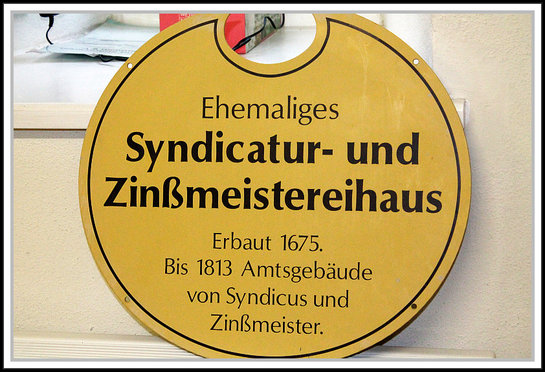 Ehemaliges
Syndicatur- und
Zinßmeistereihaus
Erbaut 1675.
Bis 1813 Amtsgebäude
von Syndicus und
Zinßmeister.